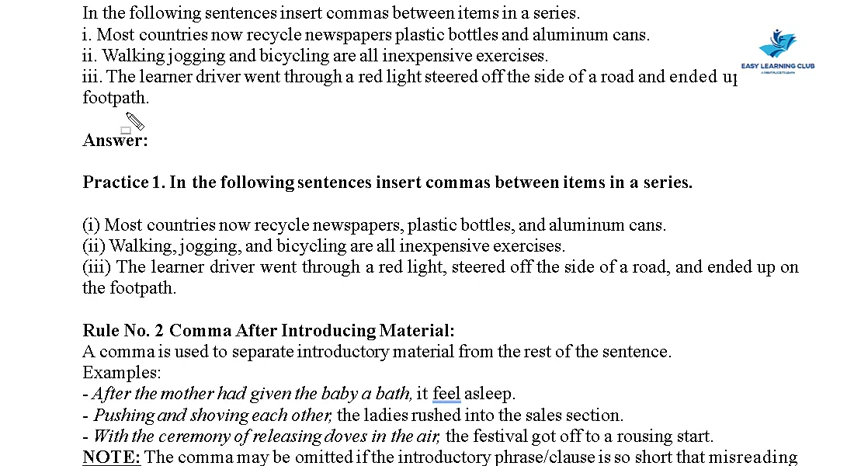 In the following sentences insert commas between items in a series.
i. Most countries now recycle newspapers plastic bottles and aluminum cans.
ii. Walking jogging and bicycling are all inexpensive exercises.
iii. The learner driver went through a red light steered off the side of a road and ended
EASY LEARNING CLUB
footpath.
Answer:
Practice 1. In the following sentences insert commas between items in a series.
(i) Most countries now recycle newspapers, plastic bottles, and aluminum cans.
(ii) Walking, jogging, and bicycling are all inexpensive exercises.
(iii) The learner driver went through a red light, steered off the side of a road, and ended up on
the footpath.
Rule No. 2 Comma After Introducing Material:
A comma is used to separate introductory material from the rest of the sentence.
Examples:
- After the mother had given the baby a bath, it feel asleep.
- Pushing and shoving each other, the ladies rushed into the sales section.
- With the ceremony of releasing doves in the air, the festival got off to a rousing start.
NOTE: The comma may be omitted if the introductory phrase/clause is so short that misreading